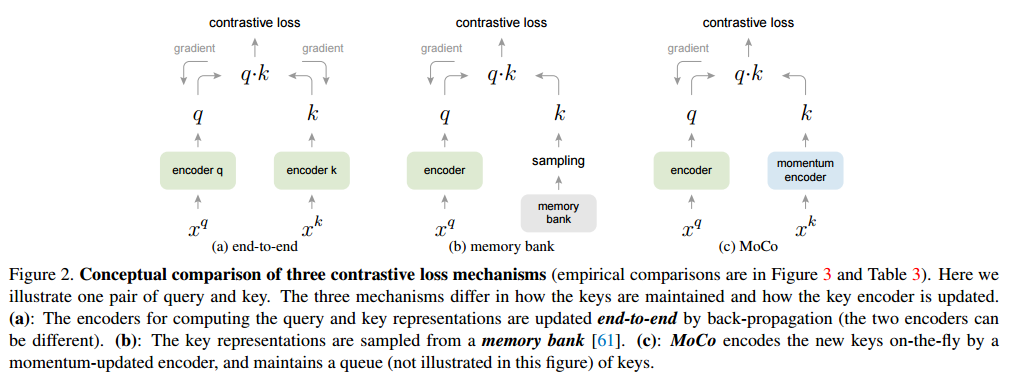 contrastive loss contrastive loss contrastive loss
gradient gradient gradient gradient
q·k q·k q·k
q k q k q k
sampling
encoder q encoder k encoder memory bank encoder momentum encoder
x^q x^k x^q x^q x^k
(a) end-to-end (b) memory bank (c) MoCo
Figure 2. Conceptual comparison of three contrastive loss mechanisms (empirical comparisons are in Figure 3 and Table 3). Here we
illustrate one pair of query and key. The three mechanisms differ in how the keys are maintained and how the key encoder is updated.
(a): The encoders for computing the query and key representations are updated end-to-end by back-propagation (the two encoders can
be different). (b): The key representations are sampled from a memory bank [61]. (c): MoCo encodes the new keys on-the-fly by a
momentum-updated encoder, and maintains a queue (not illustrated in this figure) of keys.